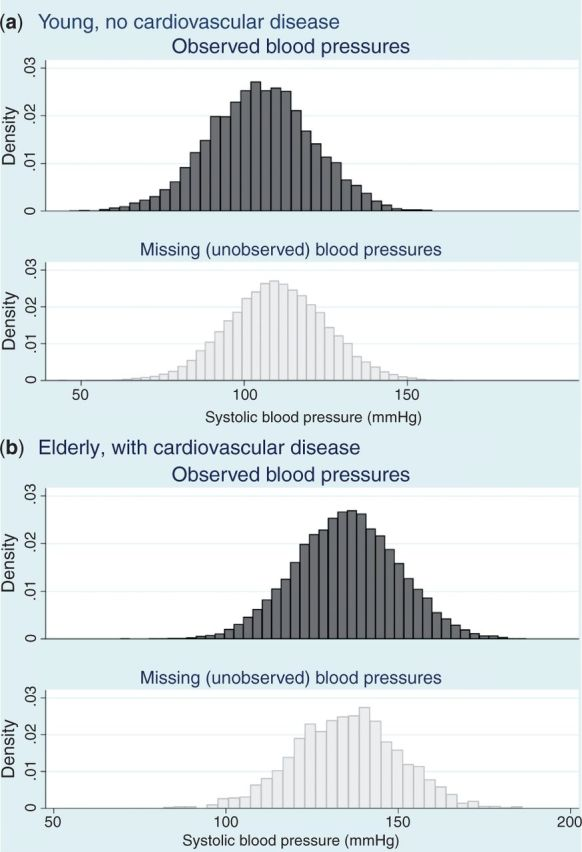 (a) Young, no cardiovascular disease
Observed blood pressures
.03
.02
.01
0
Density
Missing (unobserved) blood pressures
.03
.02
.01
0
Density
50 100 150
Systolic blood pressure (mmHg)
(b) Elderly, with cardiovascular disease
Observed blood pressures
.03
.02
.01
0
Density
Missing (unobserved) blood pressures
.03
.02
.01
0
Density
50 100 150 200
Systolic blood pressure (mmHg)